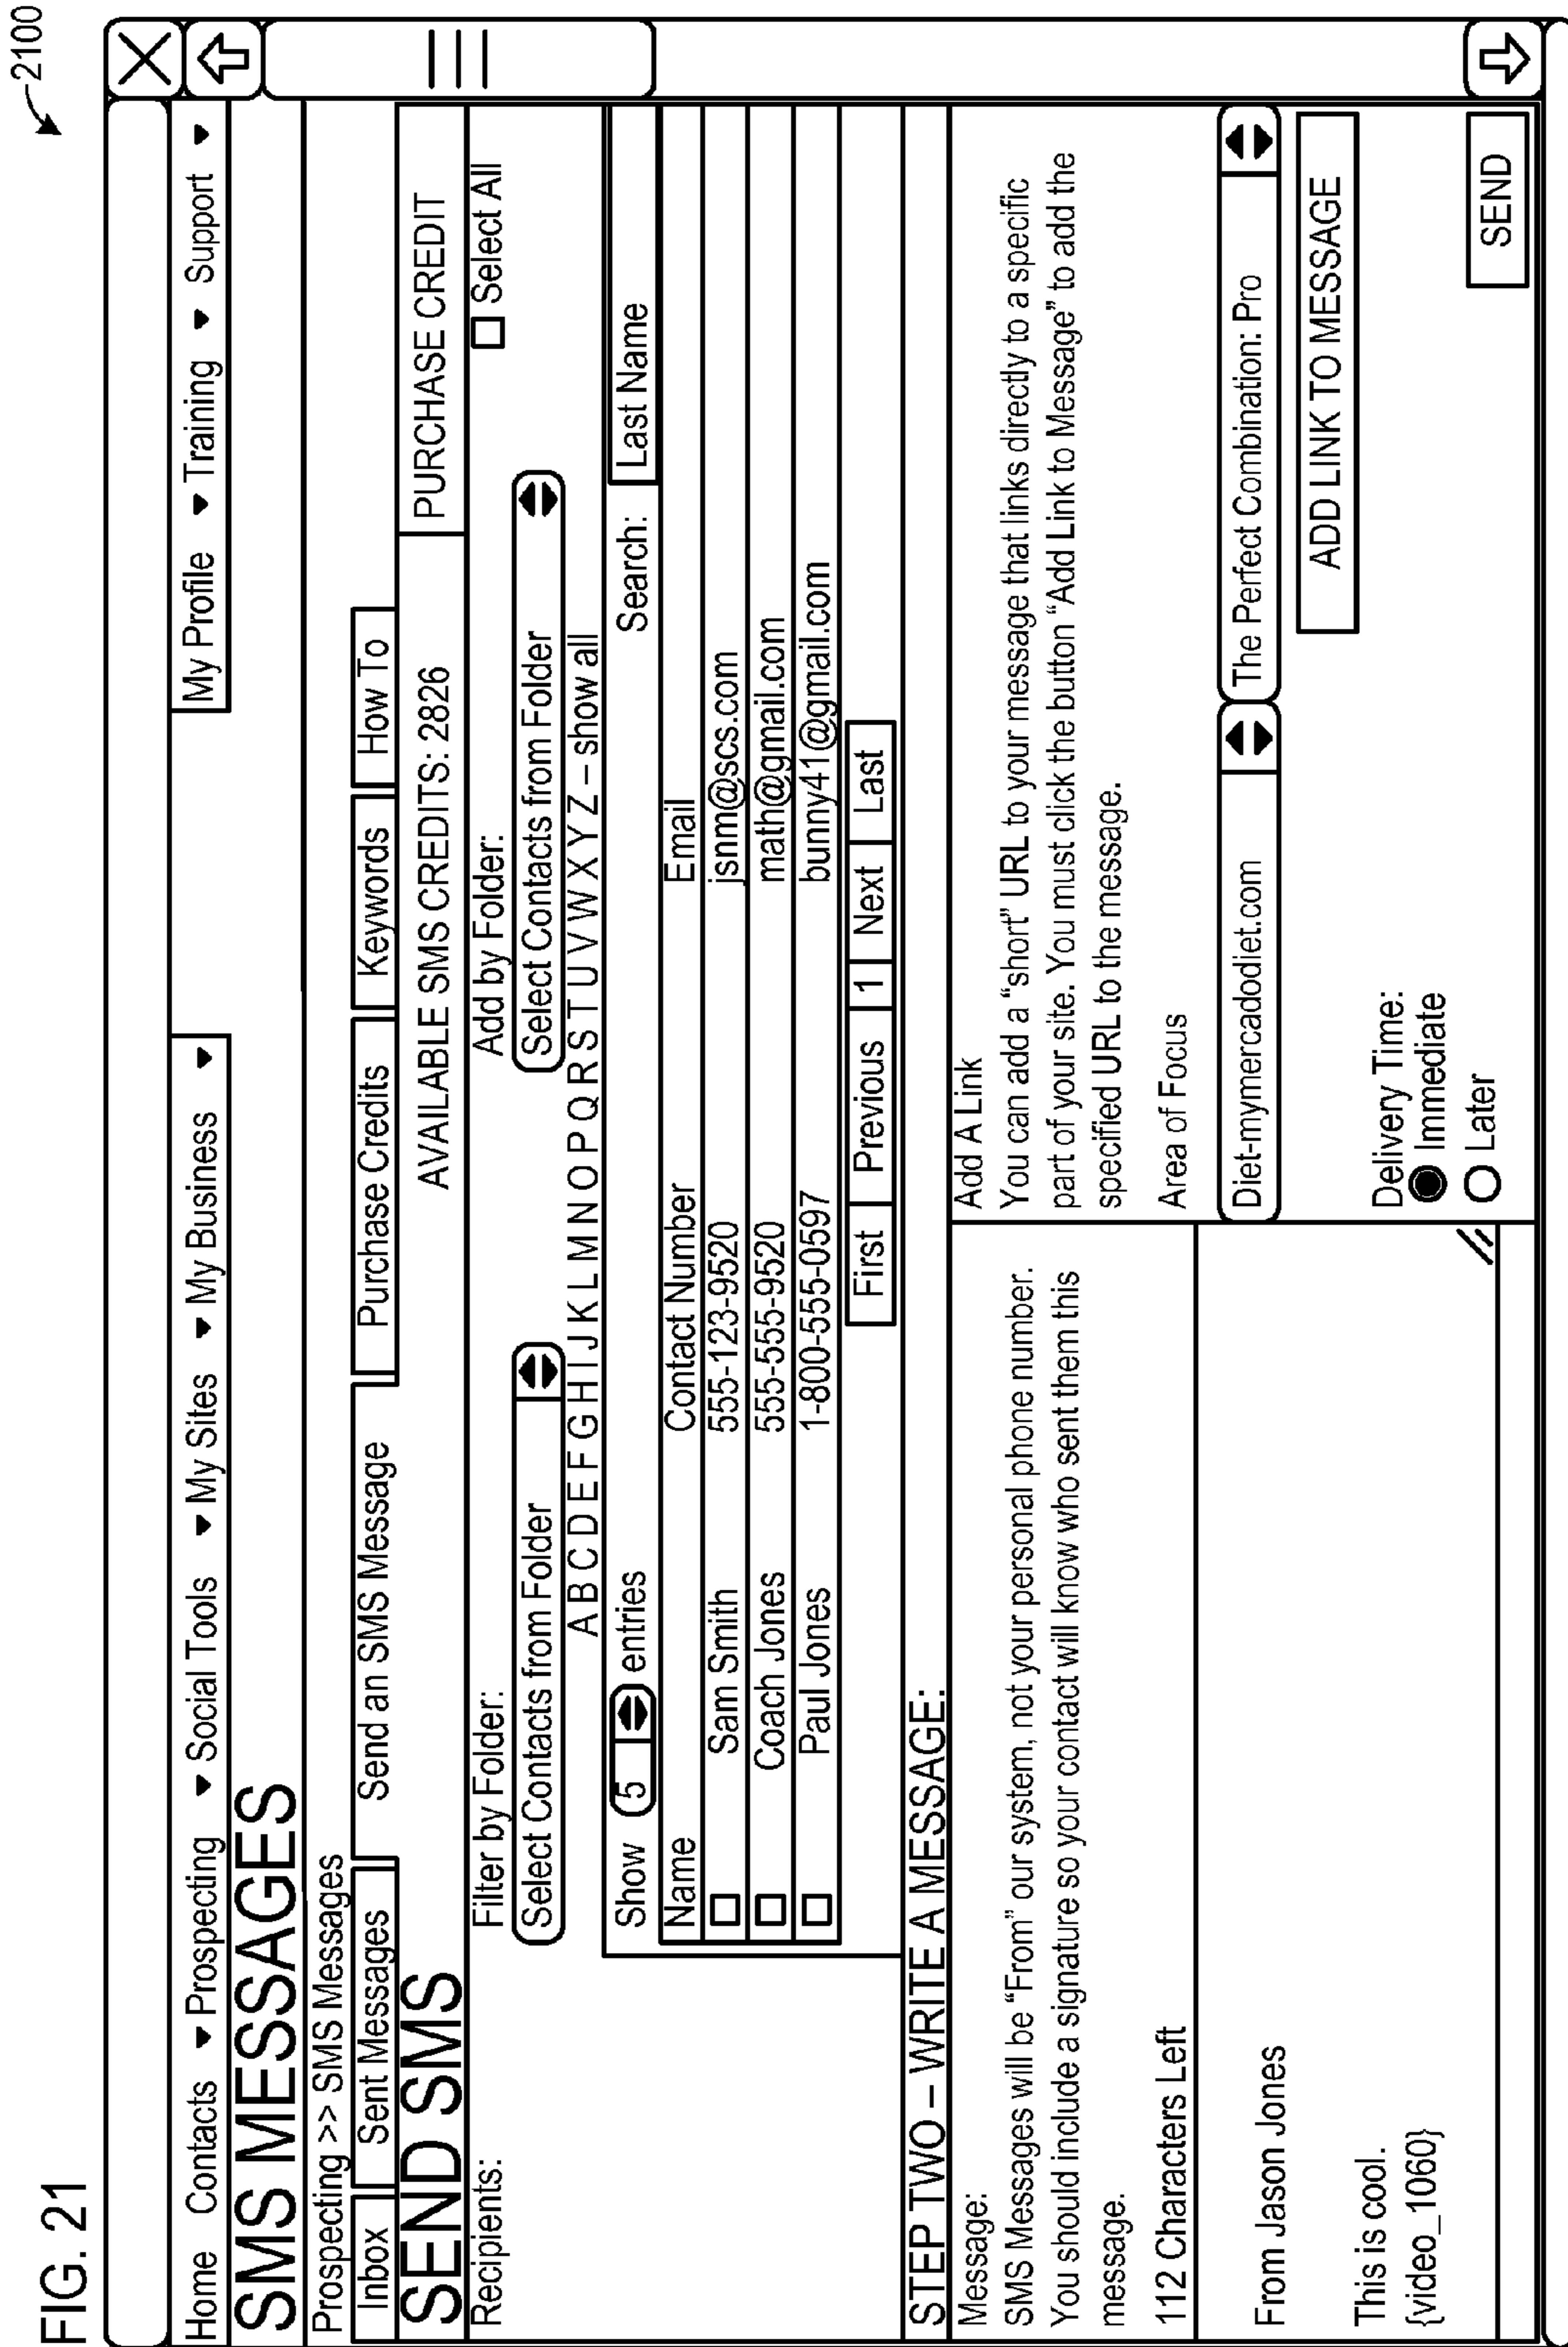 FIG. 21
2100
Home Contacts Prospecting Social Tools My Sites My Business My Profile Training Support
SMS MESSAGES
Prospecting >> SMS Messages
Inbox Sent Messages Send an SMS Message Purchase Credits Keywords How To
SEND SMS AVAILABLE SMS CREDITS: 2826 PURCHASE CREDIT
Recipients: Filter by Folder: Add by Folder: Select All
Select Contacts from Folder Select Contacts from Folder
A B C D E F G H I J K L M N O P Q R S T U V W X Y Z – show all
Show 5 entries Search: Last Name
Name Contact Number Email
Sam Smith 555-123-9520 jsnm@scs.com
Coach Jones 555-555-9520 math@gmail.com
Paul Jones 1-800-555-0597 bunny41@gmail.com
First Previous 1 Next Last
STEP TWO – WRITE A MESSAGE:
Message:
SMS Messages will be “From” our system, not your personal phone number.
You should include a signature so your contact will know who sent them this
message.
112 Characters Left
From Jason Jones
This is cool.
{video_1060}
Add A Link
You can add a “short” URL to your message that links directly to a specific
part of your site. You must click the button “Add Link to Message” to add the
specified URL to the message.
Area of Focus
Diet-mymercadodiet.com The Perfect Combination: Pro
ADD LINK TO MESSAGE
Delivery Time:
Immediate
Later
SEND